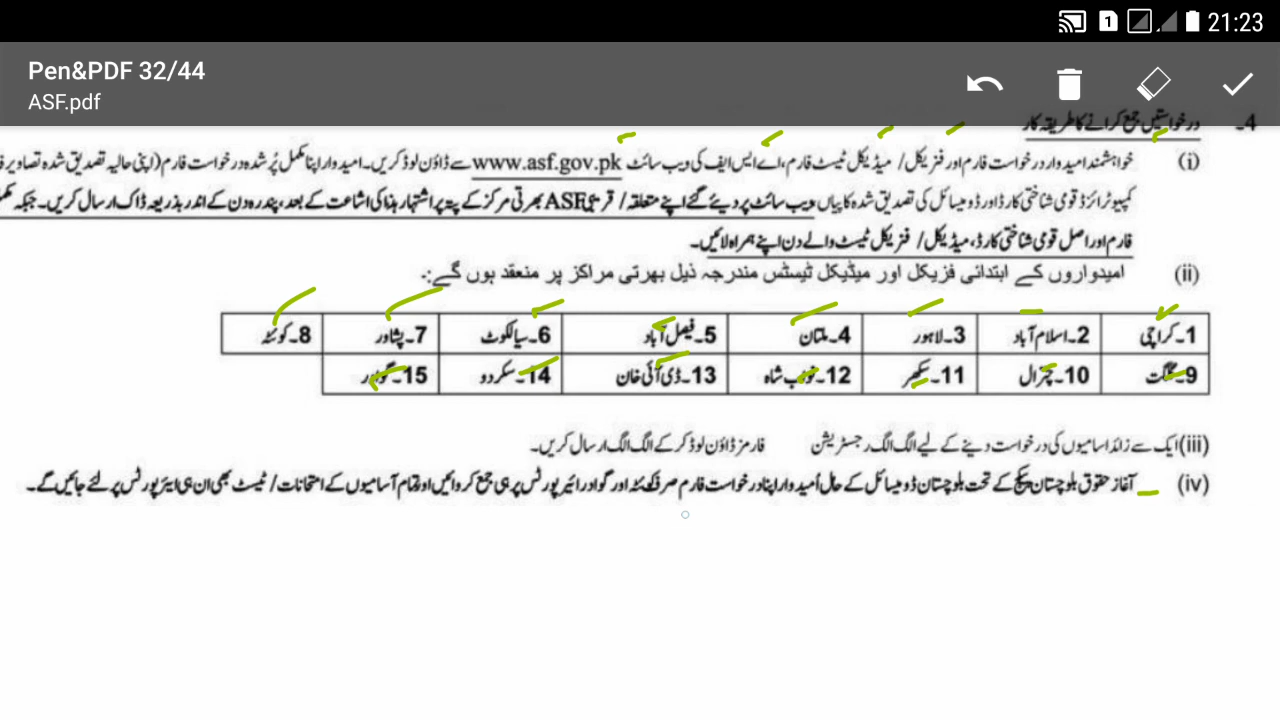 21:23
Pen&PDF 32/44
ASF.pdf
4۔ درخواستیں جمع کرانے کا طریقہ کار
(i) خواہشمند امیدوار درخواست فارم اور فزیکل / میڈیکل ٹیسٹ فارم، اے ایس ایف کی ویب سائٹ www.asf.gov.pk سے ڈاؤن لوڈ کریں۔ امیدوار اپنا مکمل پُر شدہ درخواست فارم (اپنی حالیہ تصدیق شدہ تصاویر
کمپیوٹرائزڈ قومی شناختی کارڈ اور ڈومیسائل کی تصدیق شدہ کاپیاں ویب سائٹ پر دیئے گئے اپنے متعلقہ / قریبی ASF بھرتی مرکز کے پتہ پر اشتہار ہذا کی اشاعت کے بعد، پندرہ دن کے اندر بذریعہ ڈاک ارسال کریں۔ جبکہ
فارم اور اصل قومی شناختی کارڈ، میڈیکل / فزیکل ٹیسٹ والے دن اپنے ہمراہ لائیں۔
(ii) امیدواروں کے ابتدائی فزیکل اور میڈیکل ٹیسٹس مندرجہ ذیل بھرتی مراکز پر منعقد ہوں گے:۔
1۔کراچی 2۔اسلام آباد 3۔لاہور 4۔ملتان 5۔فیصل آباد 6۔سیالکوٹ 7۔پشاور 8۔کوئٹہ
9۔گلگت 10۔چترال 11۔سکھر 12۔نواب شاہ 13۔ڈی آئی خان 14۔سکردو 15۔گوادر
(iii) ایک سے زائد اسامیوں کی درخواست دینے کے لیے الگ الگ رجسٹریشن فارمز ڈاؤن لوڈ کر کے الگ الگ ارسال کریں۔
(iv) آغاز حقوق بلوچستان پیکج کے تحت بلوچستان ڈومیسائل کے حامل اُمیدوار اپنا درخواست فارم صرف کوئٹہ اور گوادر ائیرپورٹس پر ہی جمع کروائیں اور تمام آسامیوں کے امتحانات / ٹیسٹ بھی ان ہی ایئرپورٹس پر لئے جائیں گے۔